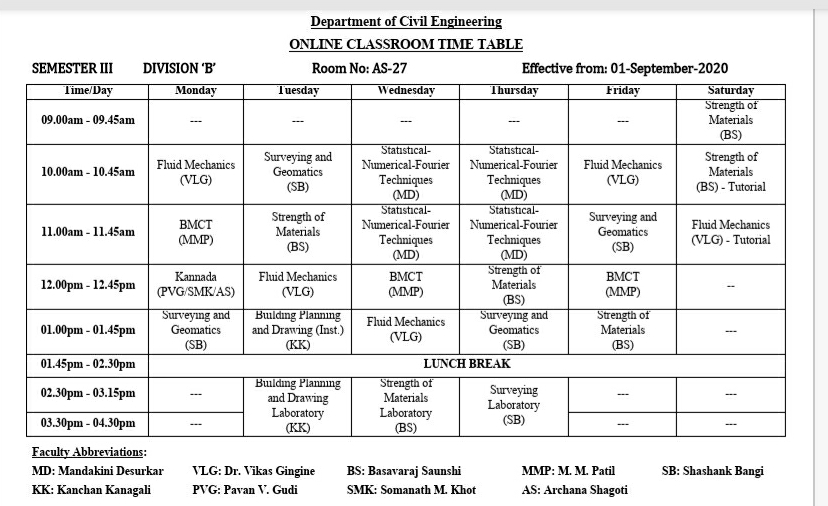 Department of Civil Engineering
ONLINE CLASSROOM TIME TABLE
SEMESTER III DIVISION ‘B’ Room No: AS-27 Effective from: 01-September-2020
Time/Day Monday Tuesday Wednesday Thursday Friday Saturday
09.00am - 09.45am --- --- --- --- --- Strength of
Materials
(BS)
10.00am - 10.45am Fluid Mechanics
(VLG)
Surveying and
Geomatics
(SB)
Statistical-
Numerical-Fourier
Techniques
(MD)
Statistical-
Numerical-Fourier
Techniques
(MD)
Fluid Mechanics
(VLG)
Strength of
Materials
(BS) - Tutorial
11.00am - 11.45am BMCT
(MMP)
Strength of
Materials
(BS)
Statistical-
Numerical-Fourier
Techniques
(MD)
Statistical-
Numerical-Fourier
Techniques
(MD)
Surveying and
Geomatics
(SB)
Fluid Mechanics
(VLG) - Tutorial
12.00pm - 12.45pm Kannada
(PVG/SMK/AS)
Fluid Mechanics
(VLG)
BMCT
(MMP)
Strength of
Materials
(BS)
BMCT
(MMP)
--
01.00pm - 01.45pm Surveying and
Geomatics
(SB)
Building Planning
and Drawing (Inst.)
(KK)
Fluid Mechanics
(VLG)
Surveying and
Geomatics
(SB)
Strength of
Materials
(BS)
---
01.45pm - 02.30pm LUNCH BREAK
02.30pm - 03.15pm ---
Building Planning
and Drawing
Laboratory
(KK)
Strength of
Materials
Laboratory
(BS)
Surveying
Laboratory
(SB)
--- ---
03.30pm - 04.30pm --- --- ---
Faculty Abbreviations:
MD: Mandakini Desurkar VLG: Dr. Vikas Gingine BS: Basavaraj Saunshi MMP: M. M. Patil SB: Shashank Bangi
KK: Kanchan Kanagali PVG: Pavan V. Gudi SMK: Somanath M. Khot AS: Archana Shagoti